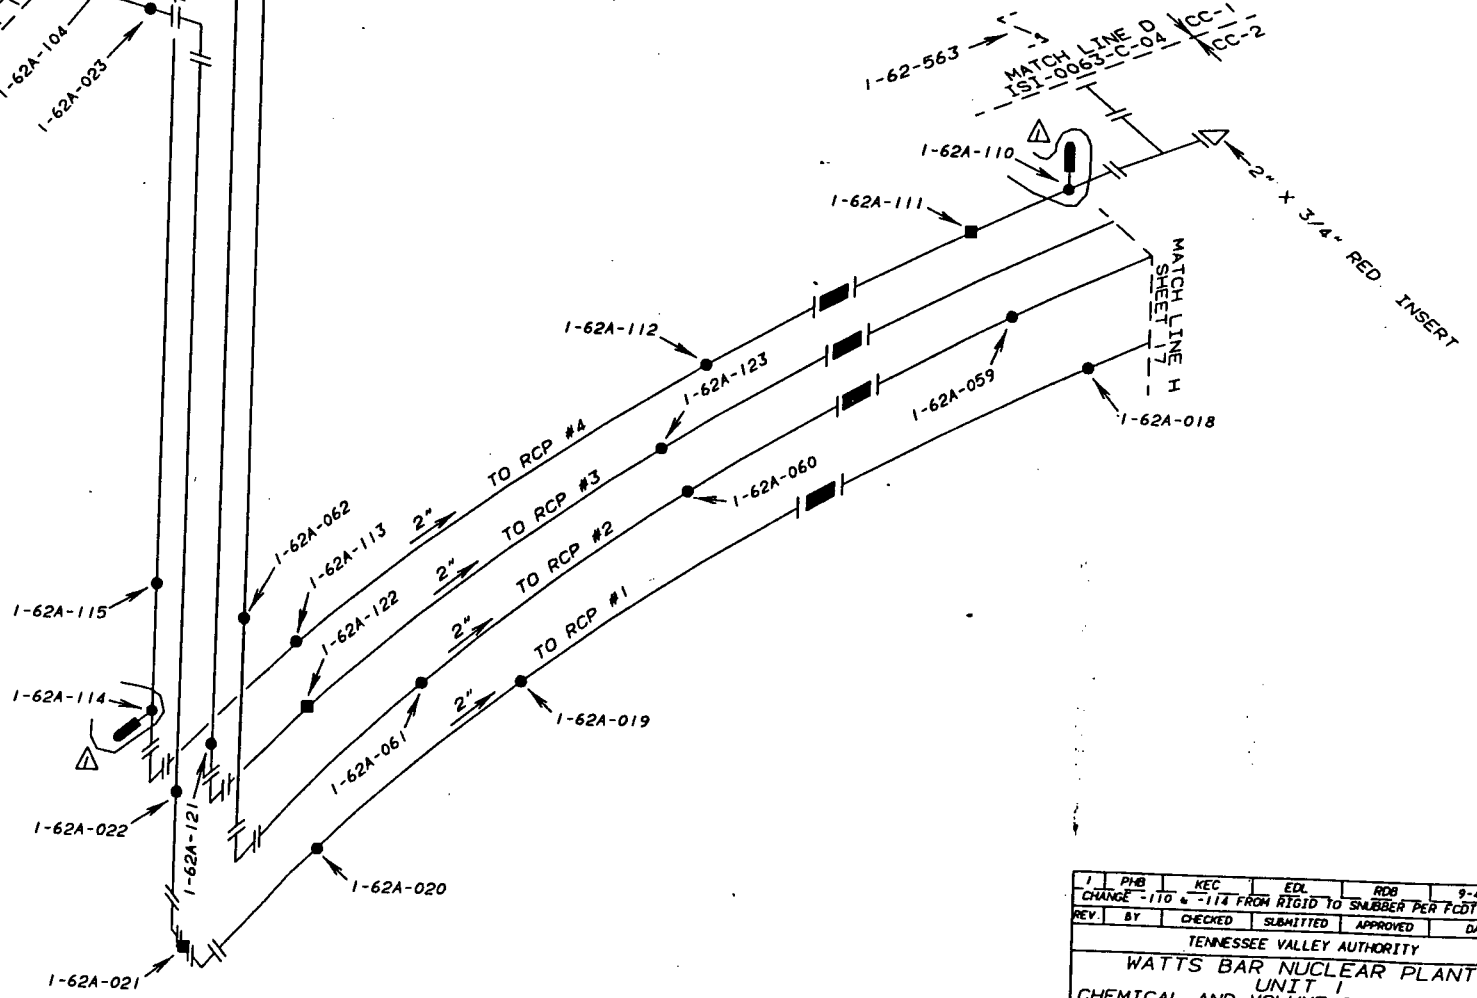 1-62A-104
1-62A-023
1-62-563
MATCH LINE D
ISI-0063-C-04
CC-1
CC-2
1
1-62A-110
1-62A-111
2" X 3/4" RED. INSERT
MATCH LINE H
SHEET 17
1-62A-112
1-62A-123
1-62A-059
1-62A-018
TO RCP #4
TO RCP #3
1-62A-060
TO RCP #2
TO RCP #1
2"
2"
2"
2"
1-62A-062
1-62A-113
1-62A-122
1-62A-115
1-62A-114
1
1-62A-061
1-62A-019
1-62A-022
1-62A-121
1-62A-020
1-62A-021
1 PHB KEC EDL RDB
CHANGE -110 & -114 FROM RIGID TO SNUBBER PER FCDT
REV. BY CHECKED SUBMITTED APPROVED
TENNESSEE VALLEY AUTHORITY
WATTS BAR NUCLEAR PLANT
UNIT 1
CHEMICAL AND